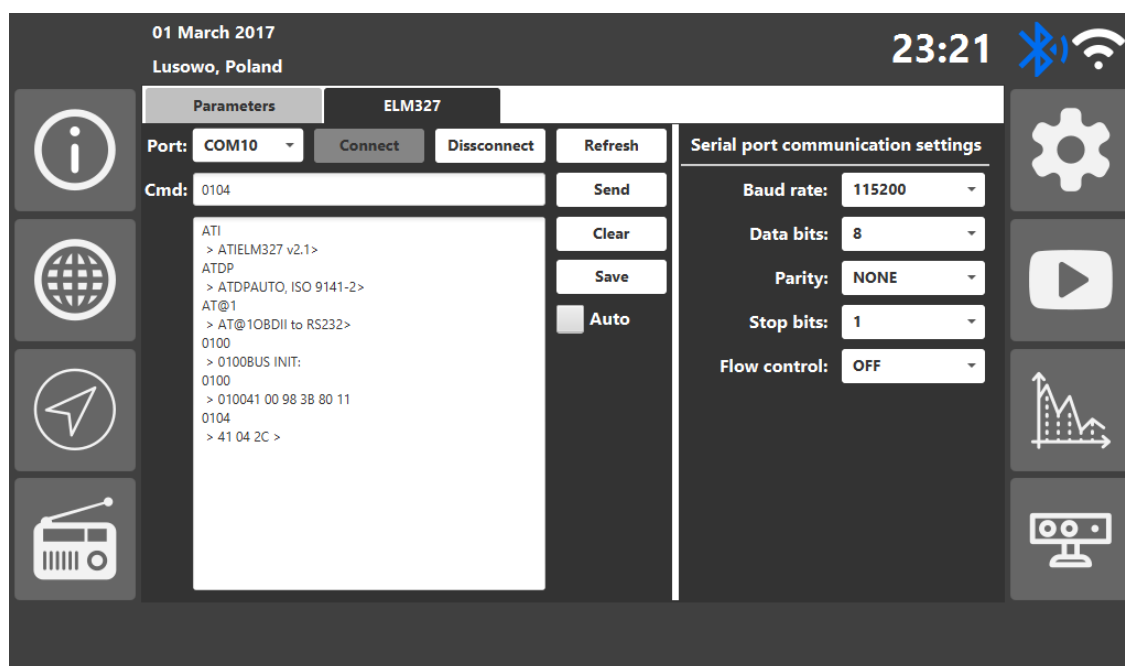 01 March 2017
Lusowo, Poland
23:21
Parameters
ELM327
Port:
COM10
Connect
Dissconnect
Refresh
Cmd:
0104
Send
ATI
> ATIELM327 v2.1>
ATDP
> ATDPAUTO, ISO 9141-2>
AT@1
> AT@1OBDII to RS232>
0100
> 0100BUS INIT:
0100
> 010041 00 98 3B 80 11
0104
> 41 04 2C >
Clear
Save
Auto
Serial port communication settings
Baud rate:
115200
Data bits:
8
Parity:
NONE
Stop bits:
1
Flow control:
OFF